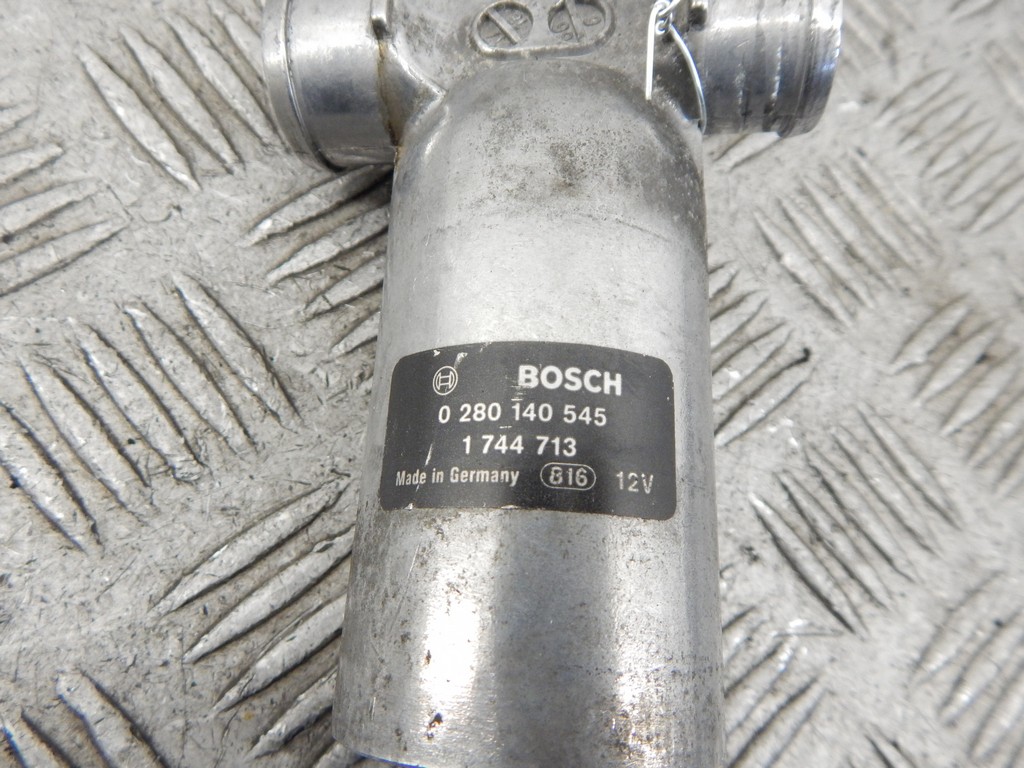 BOSCH
0 280 140 545
1 744 713
Made in Germany 816 12V